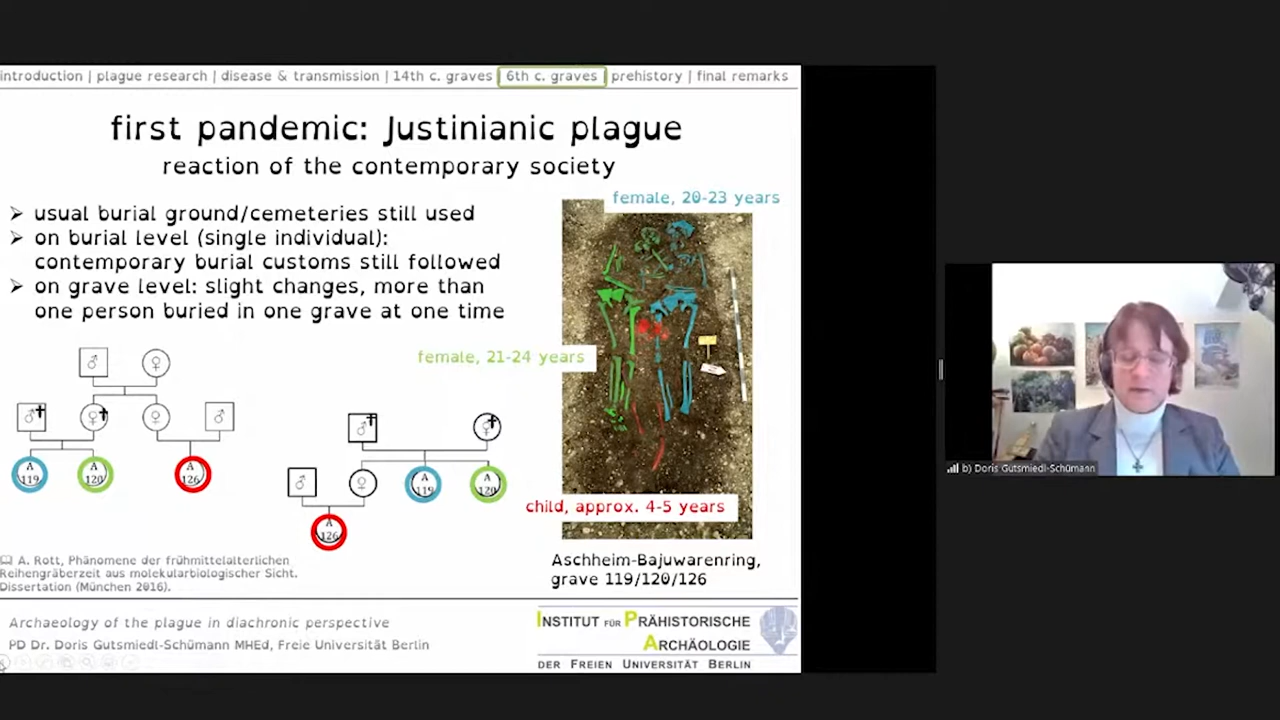 introduction | plague research | disease & transmission | 14th c. graves | 6th c. graves | prehistory | final remarks
first pandemic: Justinianic plague
reaction of the contemporary society
➢ usual burial ground/cemeteries still used
➢ on burial level (single individual):
contemporary burial customs still followed
➢ on grave level: slight changes, more than
one person buried in one grave at one time
female, 20-23 years
female, 21-24 years
child, approx. 4-5 years
♂ ♀
♂✝ ♀✝ ♀ ♂
A 119
A 120
A 126
♂✝ ♀✝
♂ ♀
A 119
A 120
A 126
Aschheim-Bajuwarenring,
grave 119/120/126
A. Rott, Phänomene der frühmittelalterlichen
Reihengräberzeit aus molekularbiologischer Sicht.
Dissertation (München 2016).
Archaeology of the plague in diachronic perspective
PD Dr. Doris Gutsmiedl-Schümann MHEd, Freie Universität Berlin
INSTITUT FÜR PRÄHISTORISCHE
ARCHÄOLOGIE
DER FREIEN UNIVERSITÄT BERLIN
b) Doris Gutsmiedl-Schümann